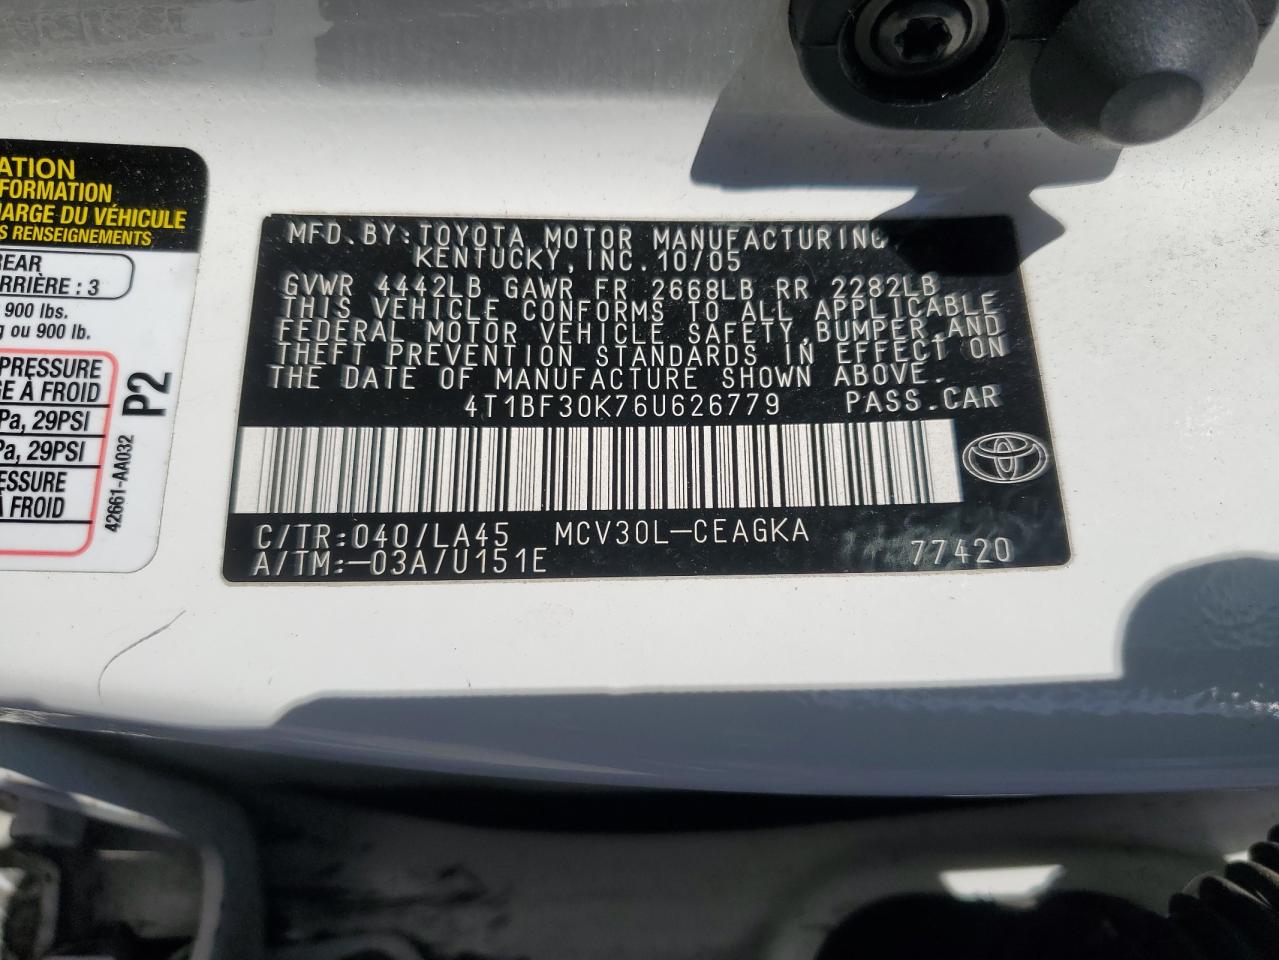 ATION
FORMATION
HARGE DU VÉHICULE
S RENSEIGNEMENTS
REAR
RRIÈRE : 3
900 lbs.
g ou 900 lb.
PRESSURE
GE À FROID
Pa, 29PSI
Pa, 29PSI
ESSURE
À FROID
P2
42661-AA032
MFD.BY:TOYOTA MOTOR MANUFACTURING
KENTUCKY,INC.10/05
GVWR 4442LB GAWR FR 2668LB RR 2282LB
THIS VEHICLE CONFORMS TO ALL APPLICABLE
FEDERAL MOTOR VEHICLE SAFETY,BUMPER,AND
THEFT PREVENTION STANDARDS IN EFFECT ON
THE DATE OF MANUFACTURE SHOWN ABOVE.
4T1BF30K76U626779 PASS.CAR
C/TR:040/LA45 MCV30L-CEAGKA
A/TM:-03A/U151E 77420